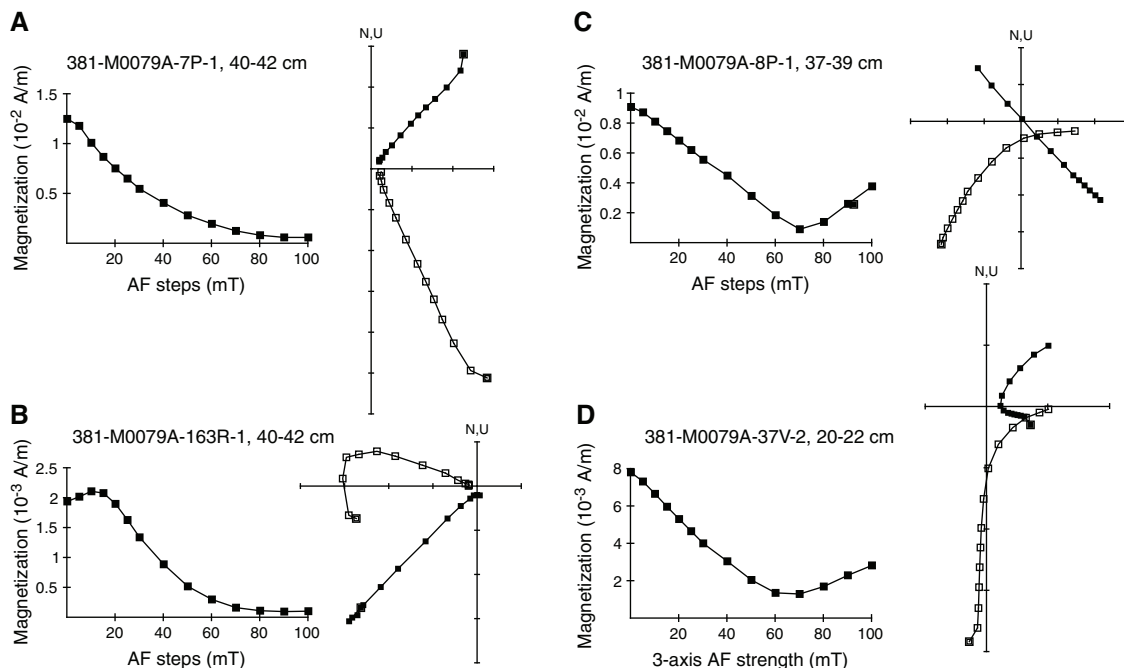 A
381-M0079A-7P-1, 40-42 cm
N,U
Magnetization (10-2 A/m)
1.5
1
0.5
20 40 60 80 100
AF steps (mT)
B
381-M0079A-163R-1, 40-42 cm
N,U
Magnetization (10-3 A/m)
2.5
2
1.5
1
0.5
20 40 60 80 100
AF steps (mT)
C
381-M0079A-8P-1, 37-39 cm
N,U
Magnetization (10-2 A/m)
1
0.8
0.6
0.4
0.2
20 40 60 80 100
AF steps (mT)
D
381-M0079A-37V-2, 20-22 cm
N,U
Magnetization (10-3 A/m)
8
6
4
2
20 40 60 80 100
3-axis AF strength (mT)